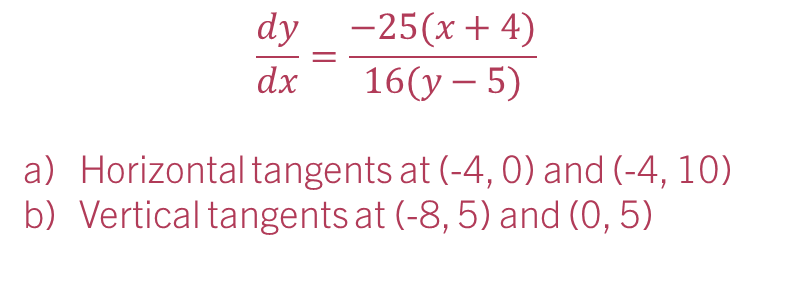 dy/dx = −25(x + 4)/16(y − 5)
a) Horizontal tangents at (-4, 0) and (-4, 10)
b) Vertical tangents at (-8, 5) and (0, 5)